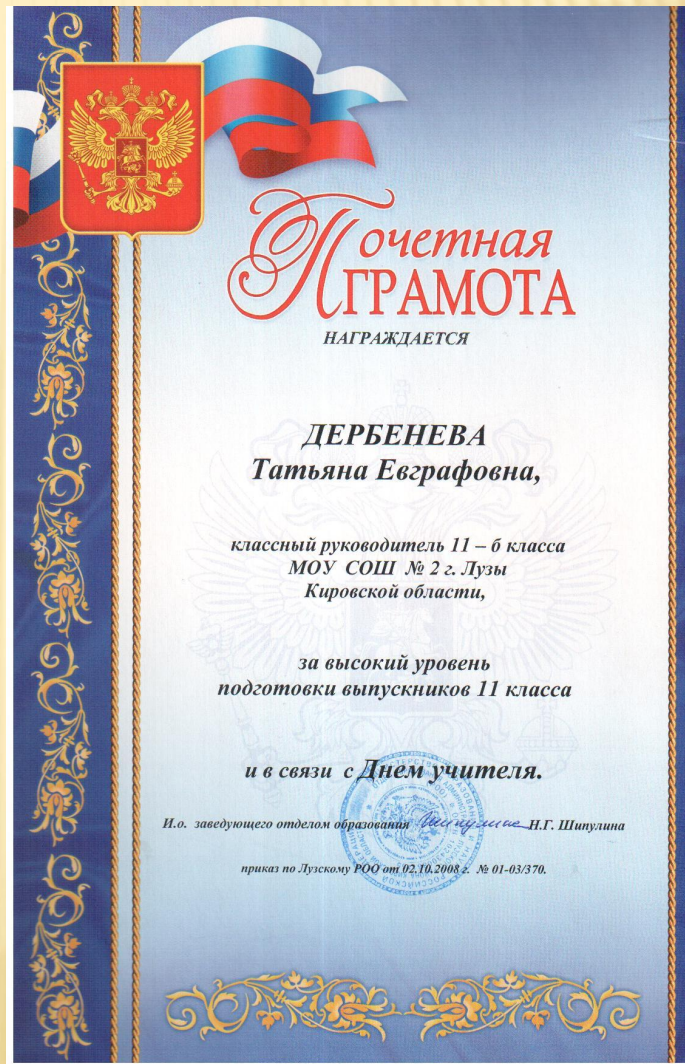 Почетная
ГРАМОТА
НАГРАЖДАЕТСЯ
ДЕРБЕНЕВА
Татьяна Евграфовна,
классный руководитель 11 – б класса
МОУ СОШ № 2 г. Лузы
Кировской области,
за высокий уровень
подготовки выпускников 11 класса
и в связи с Днем учителя.
И.о. заведующего отделом образования Н.Г. Шипулина
приказ по Лузскому РОО от 02.10.2008 г. № 01-03/370.